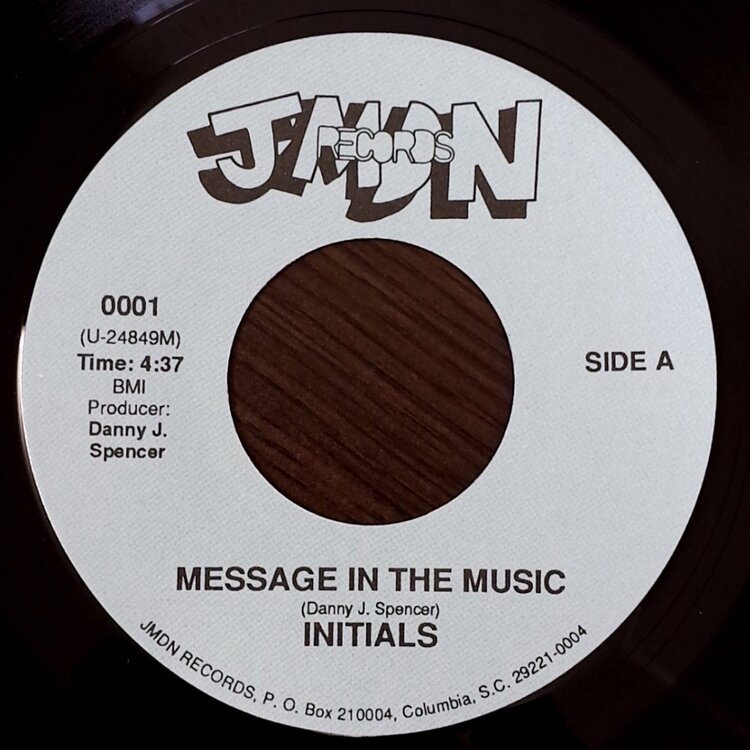 JMDN
RECORDS
0001
(U-24849M)
Time: 4:37
BMI
Producer:
Danny J.
Spencer
SIDE A
MESSAGE IN THE MUSIC
(Danny J. Spencer)
INITIALS
JMDN RECORDS, P. O. Box 210004, Columbia, S.C. 29221-0004